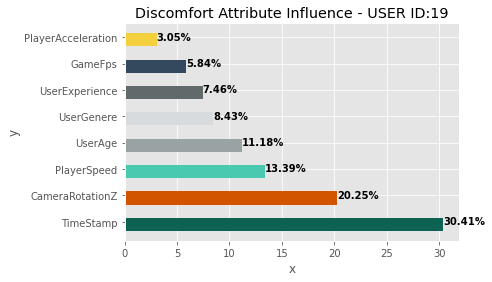 Discomfort Attribute Influence - USER ID:19
PlayerAcceleration 3.05%
GameFps 5.84%
UserExperience 7.46%
UserGenere 8.43%
UserAge 11.18%
PlayerSpeed 13.39%
CameraRotationZ 20.25%
TimeStamp 30.41%
y
0 5 10 15 20 25 30
x